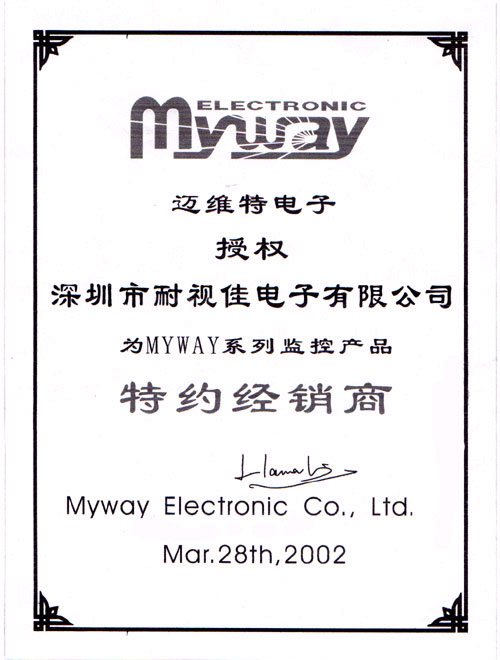 ELECTRONIC
Myway
迈维特电子
授权
深圳市耐视佳电子有限公司
为MYWAY系列监控产品
特约经销商
Myway Electronic Co., Ltd.
Mar.28th,2002